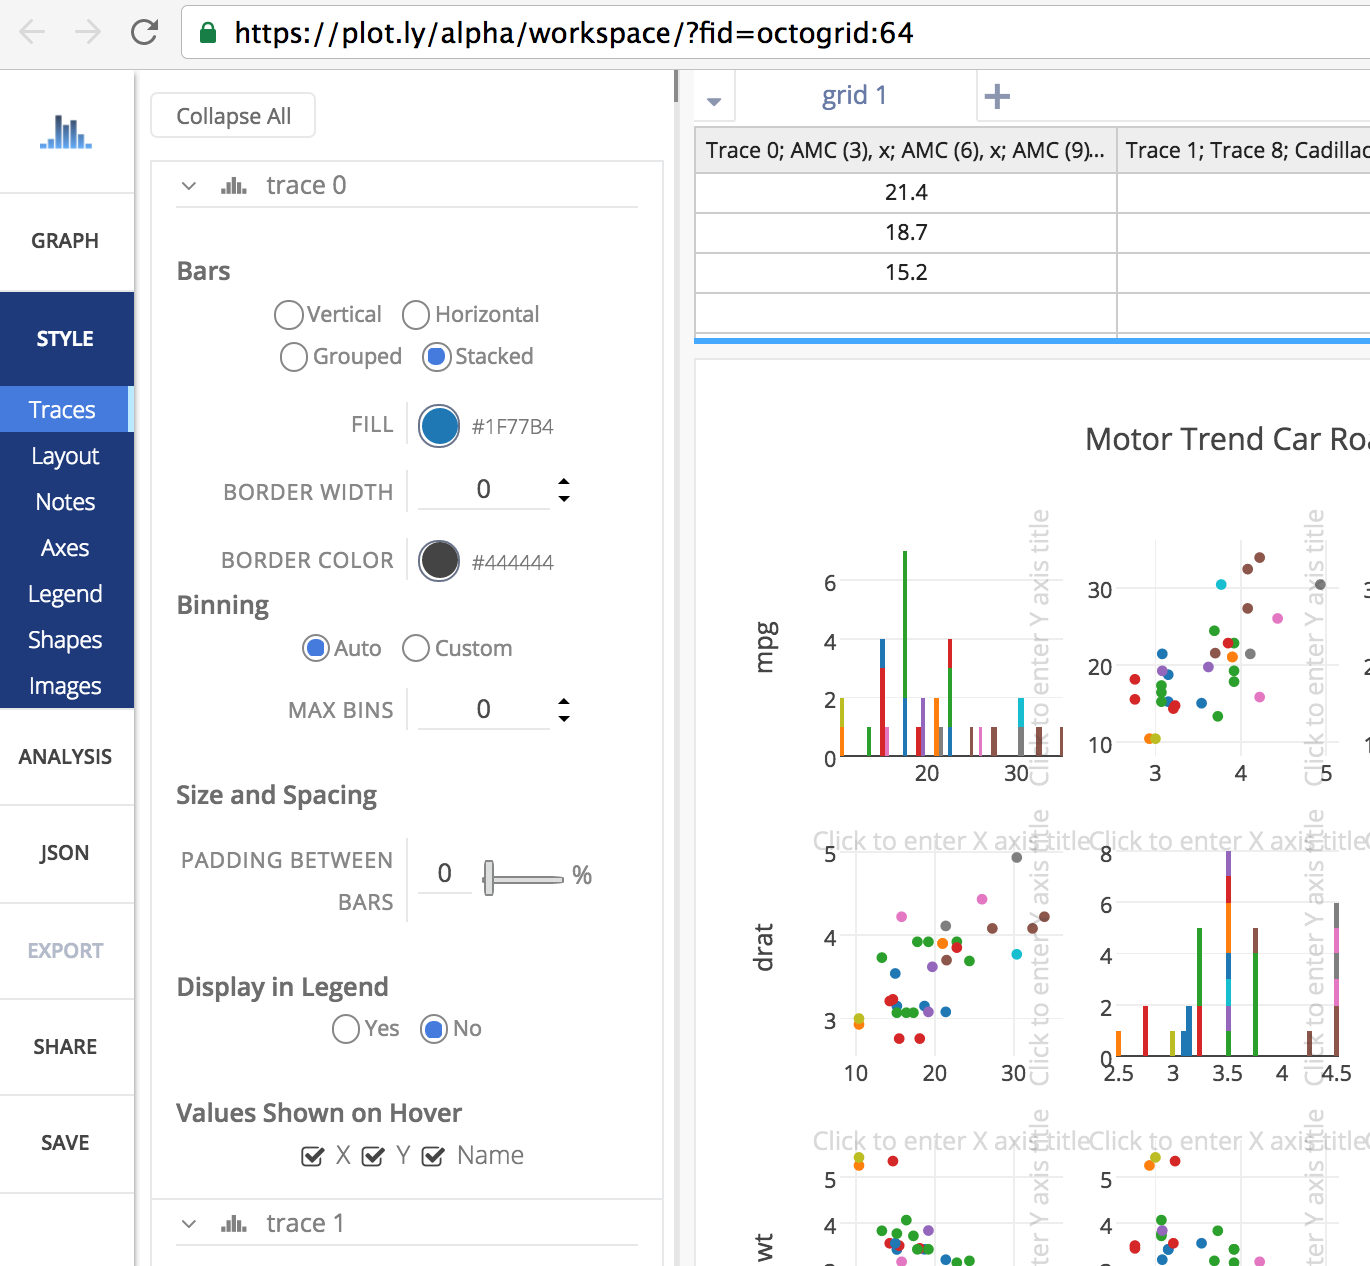 https://plot.ly/alpha/workspace/?fid=octogrid:64
GRAPH
STYLE
Traces
Layout
Notes
Axes
Legend
Shapes
Images
ANALYSIS
JSON
EXPORT
SHARE
SAVE
Collapse All
trace 0
Bars
Vertical Horizontal
Grouped Stacked
FILL #1F77B4
BORDER WIDTH 0
BORDER COLOR #444444
Binning
Auto Custom
MAX BINS 0
Size and Spacing
PADDING BETWEEN
BARS 0 %
Display in Legend
Yes No
Values Shown on Hover
X Y Name
trace 1
grid 1
Trace 0; AMC (3), x; AMC (6), x; AMC (9)... Trace 1; Trace 8; Cadillac
21.4
18.7
15.2
Motor Trend Car Roa
mpg
6
4
2
0
20 30
Click to enter Y axis title
30
20
10
3 4 5
Click to enter Y axis title
Click to enter X axis title
Click to enter X axis title
drat
5
4
3
10 20 30
Click to enter Y axis title
8
6
4
2
0
2.5 3 3.5 4 4.5
Click to enter Y axis title
Click to enter X axis title
Click to enter X axis title
wt
5
4
ter Y axis title
5
4
ter Y axis title